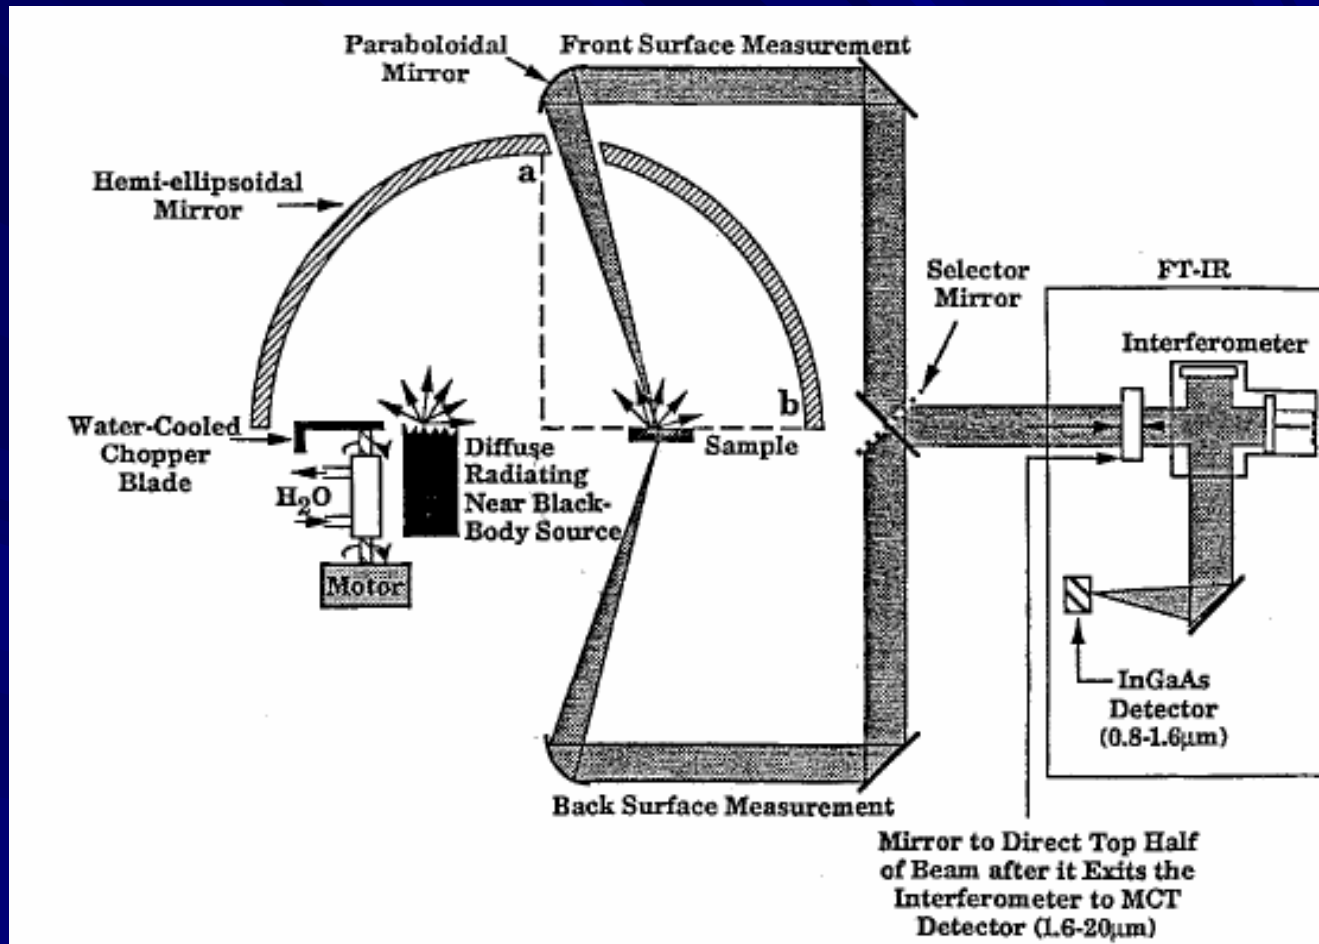 Paraboloidal
Mirror
Front Surface Measurement
Hemi-ellipsoidal
Mirror
a
Selector
Mirror
FT-IR
Interferometer
b
Water-Cooled
Chopper
Blade
H2O
Diffuse
Radiating
Near Black-
Body Source
Sample
Motor
InGaAs
Detector
(0.8-1.6μm)
Back Surface Measurement
Mirror to Direct Top Half
of Beam after it Exits the
Interferometer to MCT
Detector (1.6-20μm)